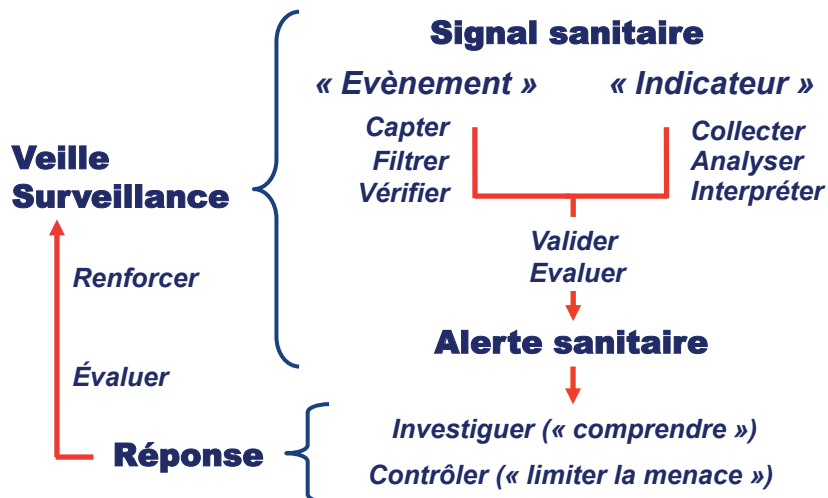 Signal sanitaire
« Evènement »
« Indicateur »
Capter
Filtrer
Vérifier
Collecter
Analyser
Interpréter
Veille
Surveillance
Valider
Evaluer
Renforcer
Alerte sanitaire
Évaluer
Investiguer (« comprendre »)
Réponse
Contrôler (« limiter la menace »)